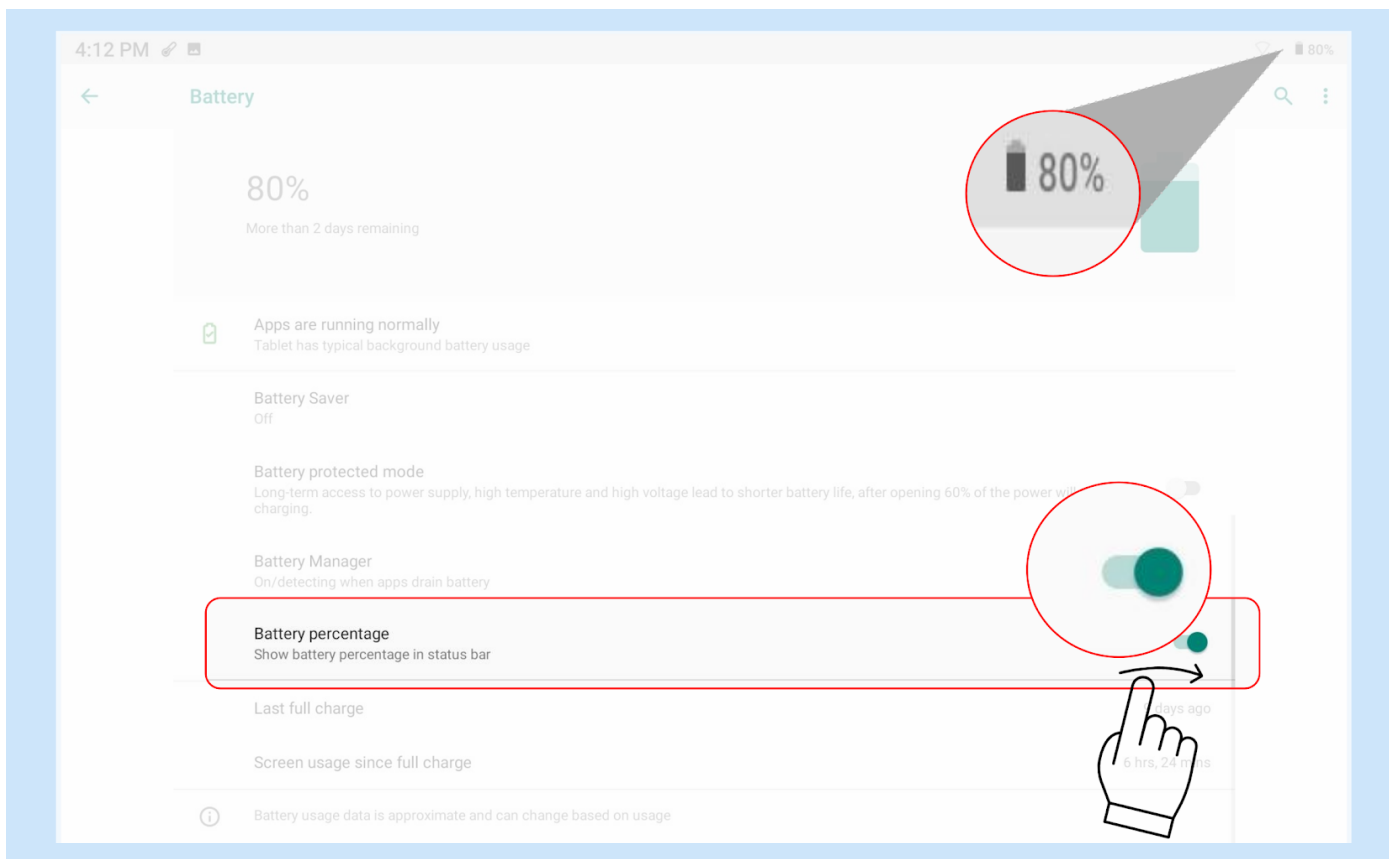 4:12 PM 80%
Battery
80%
80%
More than 2 days remaining
Apps are running normally
Tablet has typical background battery usage
Battery Saver
Off
Battery protected mode
Long-term access to power supply, high temperature and high voltage lead to shorter battery life, after opening 60% of the power
charging.
Battery Manager
On/detecting when apps drain battery
Battery percentage
Show battery percentage in status bar
Last full charge
days ago
Screen usage since full charge
6 hrs, 24 mins
Battery usage data is approximate and can change based on usage